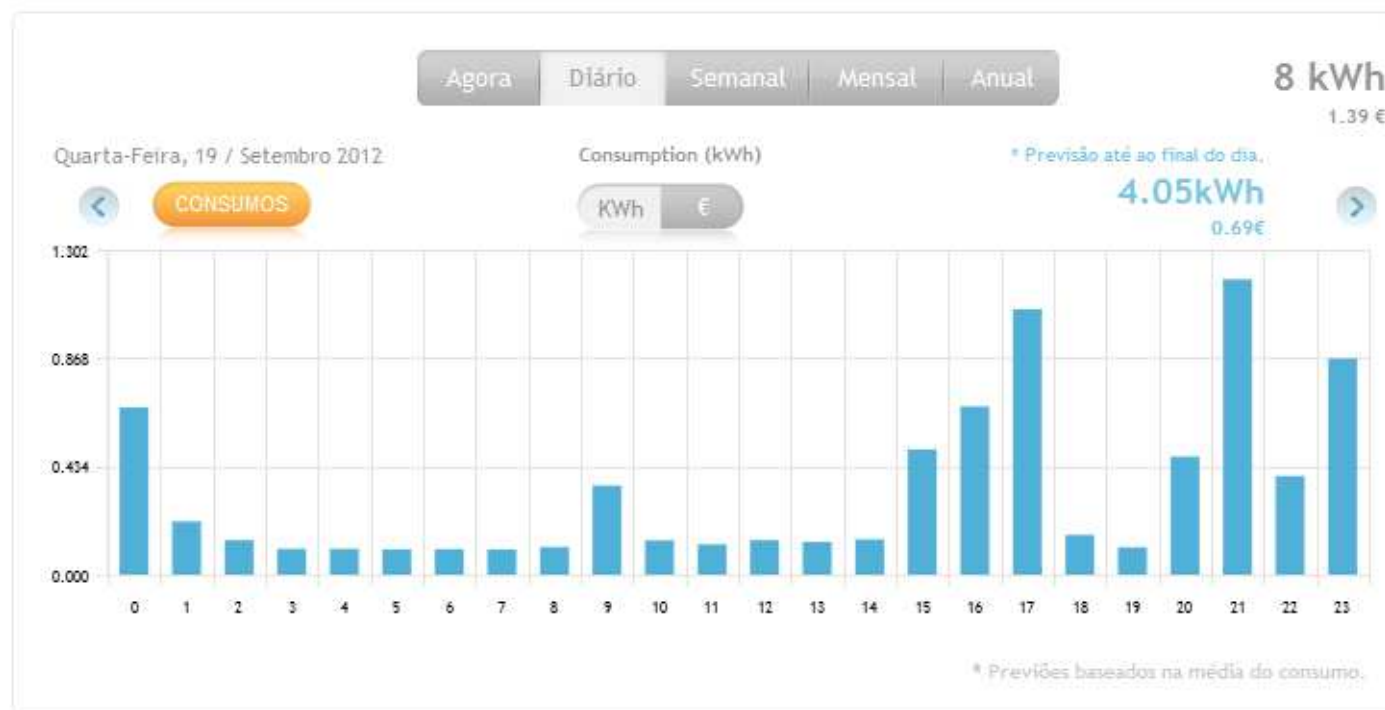 Agora Diário Semanal Mensal Anual
8 kWh
1.39 €
Quarta-Feira, 19 / Setembro 2012
Consumption (kWh)
* Previsão até ao final do dia.
CONSUMOS
KWh €
4.05kWh
0.69€
1.302
0.868
0.434
0.000
0 1 2 3 4 5 6 7 8 9 10 11 12 13 14 15 16 17 18 19 20 21 22 23
* Previões baseados na média do consumo.